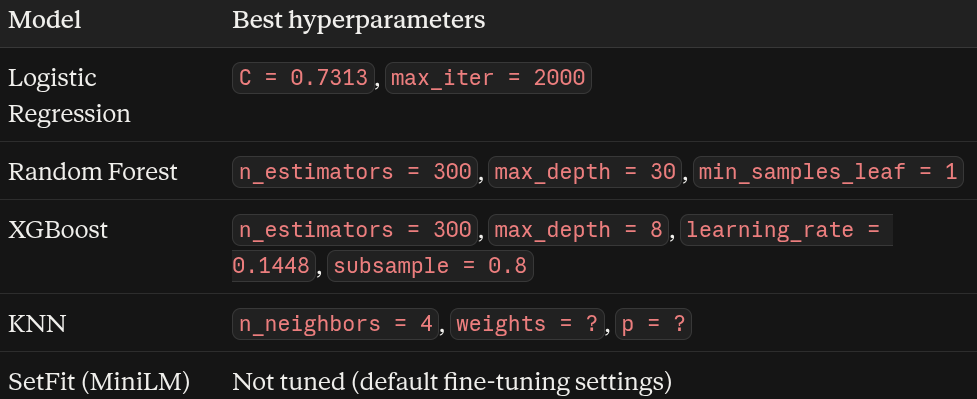 Model Best hyperparameters
Logistic Regression C = 0.7313, max_iter = 2000
Random Forest n_estimators = 300, max_depth = 30, min_samples_leaf = 1
XGBoost n_estimators = 300, max_depth = 8, learning_rate =
0.1448, subsample = 0.8
KNN n_neighbors = 4, weights = ?, p = ?
SetFit (MiniLM) Not tuned (default fine-tuning settings)